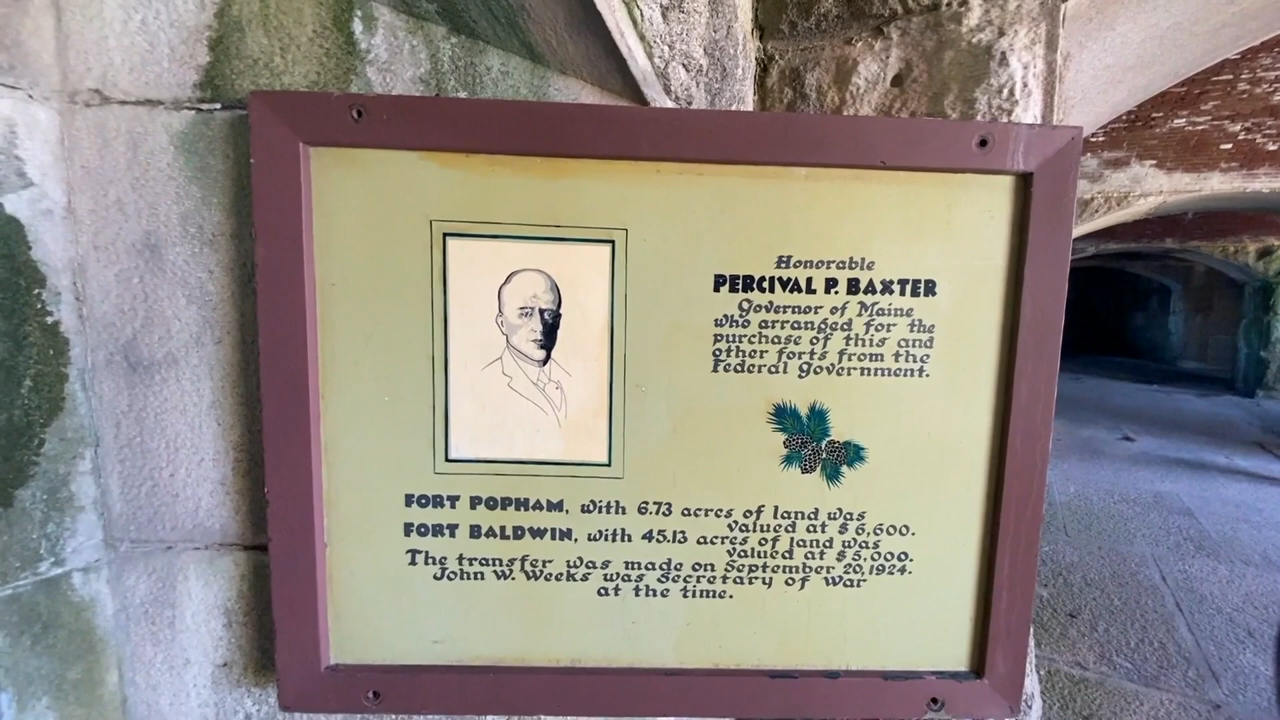 Honorable
PERCIVAL P. BAXTER
Governor of Maine
who arranged for the
purchase of this and
other forts from the
Federal Government.
FORT POPHAM, with 6.73 acres of land was
valued at $6,600.
FORT BALDWIN, with 45.13 acres of land was
valued at $5,000.
The transfer was made on September 20, 1924.
John W. Weeks was Secretary of War
at the time.